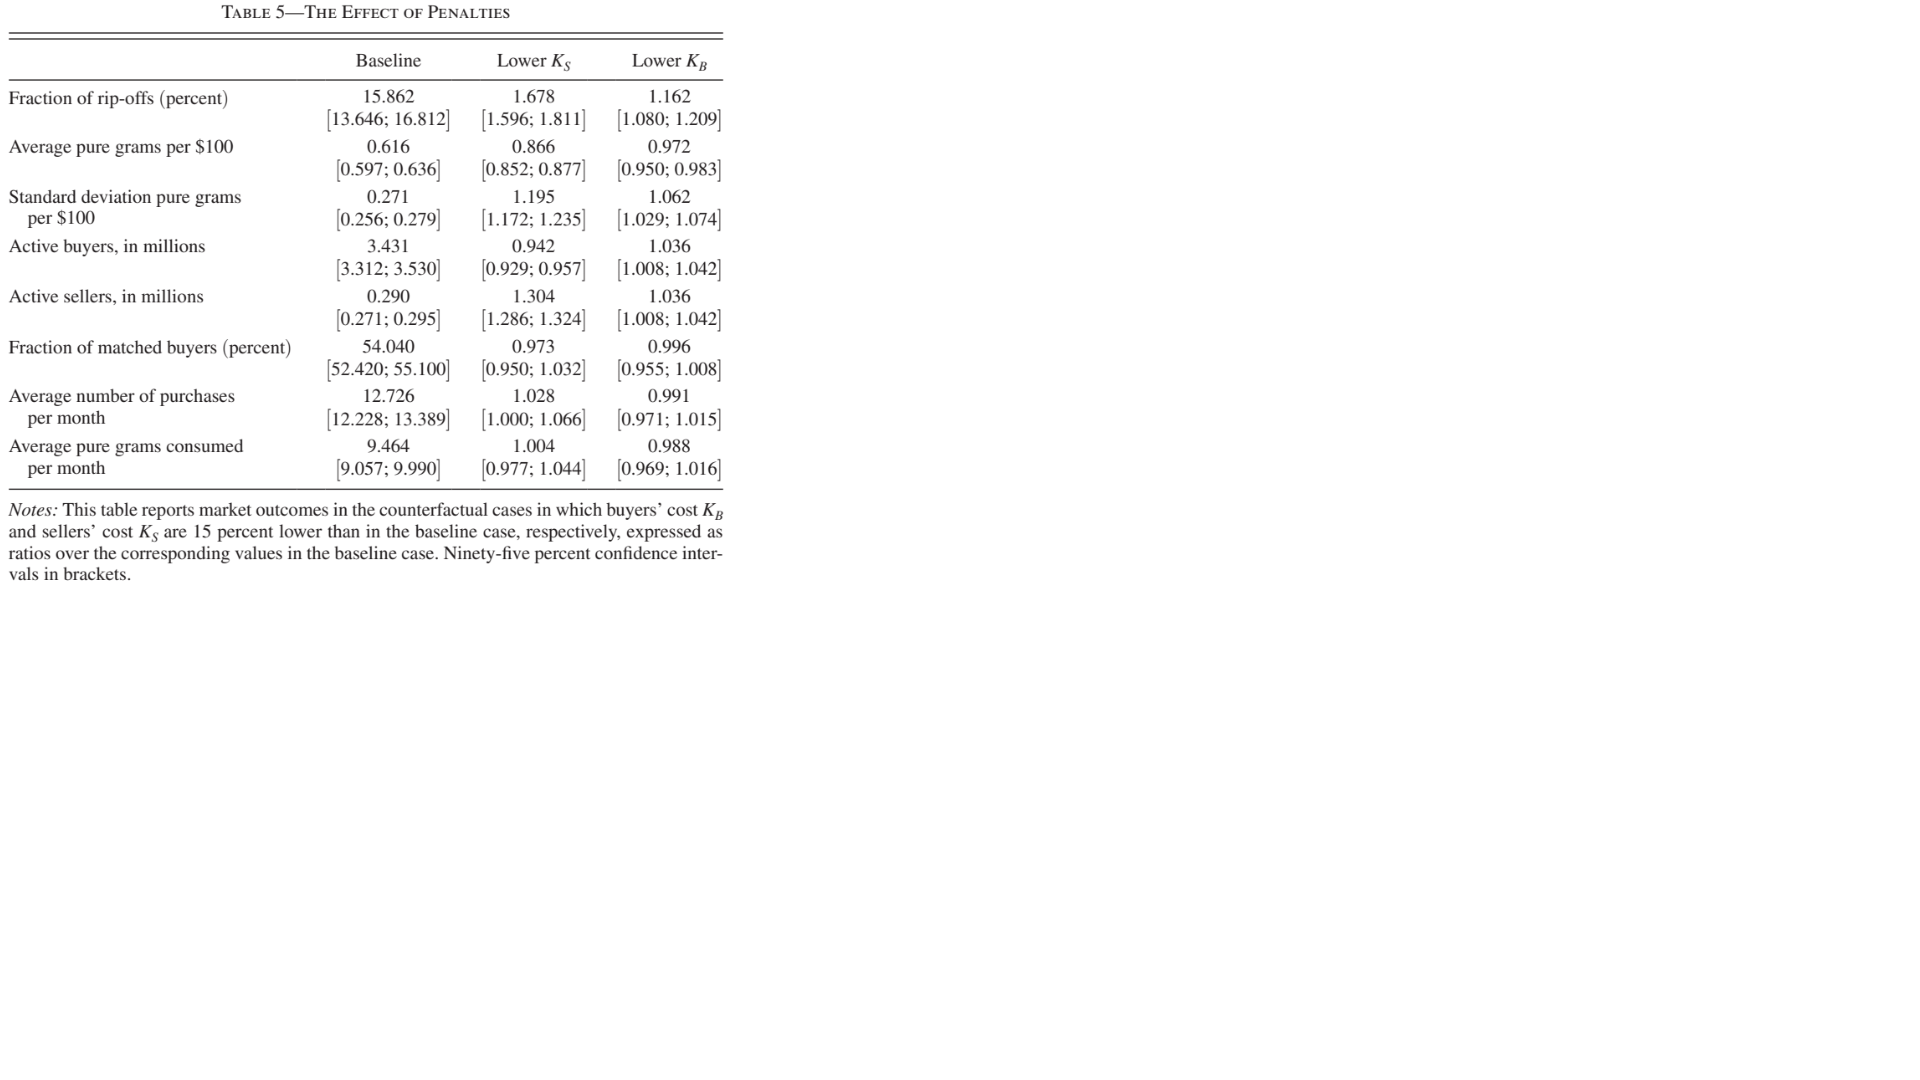 TABLE 5—THE EFFECT OF PENALTIES
Baseline Lower K_S Lower K_B
Fraction of rip-offs (percent) 15.862 1.678 1.162
[13.646; 16.812] [1.596; 1.811] [1.080; 1.209]
Average pure grams per $100 0.616 0.866 0.972
[0.597; 0.636] [0.852; 0.877] [0.950; 0.983]
Standard deviation pure grams 0.271 1.195 1.062
per $100 [0.256; 0.279] [1.172; 1.235] [1.029; 1.074]
Active buyers, in millions 3.431 0.942 1.036
[3.312; 3.530] [0.929; 0.957] [1.008; 1.042]
Active sellers, in millions 0.290 1.304 1.036
[0.271; 0.295] [1.286; 1.324] [1.008; 1.042]
Fraction of matched buyers (percent) 54.040 0.973 0.996
[52.420; 55.100] [0.950; 1.032] [0.955; 1.008]
Average number of purchases 12.726 1.028 0.991
per month [12.228; 13.389] [1.000; 1.066] [0.971; 1.015]
Average pure grams consumed 9.464 1.004 0.988
per month [9.057; 9.990] [0.977; 1.044] [0.969; 1.016]
Notes: This table reports market outcomes in the counterfactual cases in which buyers’ cost K_B
and sellers’ cost K_S are 15 percent lower than in the baseline case, respectively, expressed as
ratios over the corresponding values in the baseline case. Ninety-five percent confidence inter-
vals in brackets.